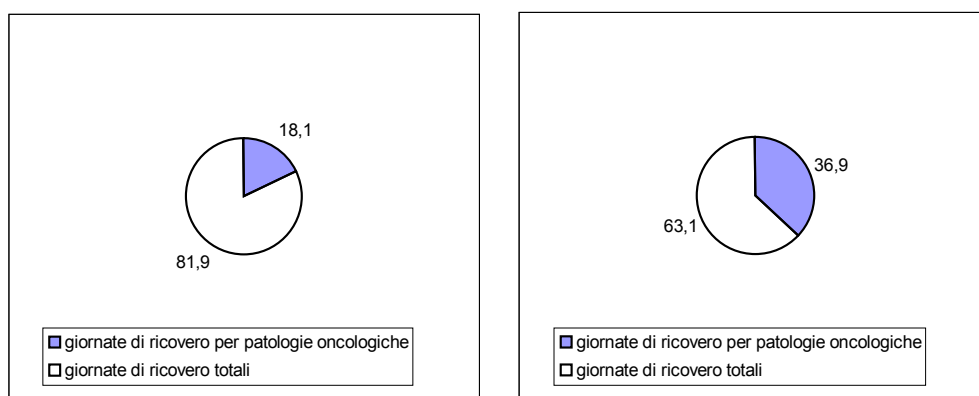 18,1
81,9
giornate di ricovero per patologie oncologiche
giornate di ricovero totali
36,9
63,1
giornate di ricovero per patologie oncologiche
giornate di ricovero totali